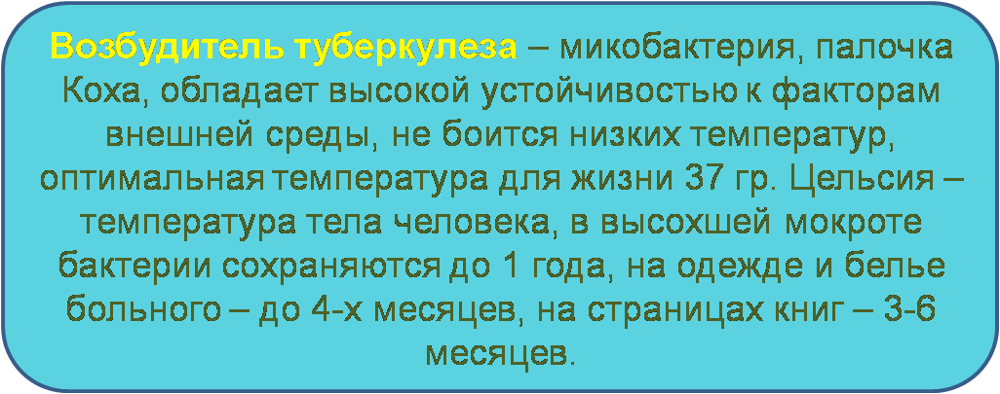 Возбудитель туберкулеза – микобактерия, палочка
Коха, обладает высокой устойчивостью к факторам
внешней среды, не боится низких температур,
оптимальная температура для жизни 37 гр. Цельсия –
температура тела человека, в высохшей мокроте
бактерии сохраняются до 1 года, на одежде и белье
больного – до 4-х месяцев, на страницах книг – 3-6
месяцев.